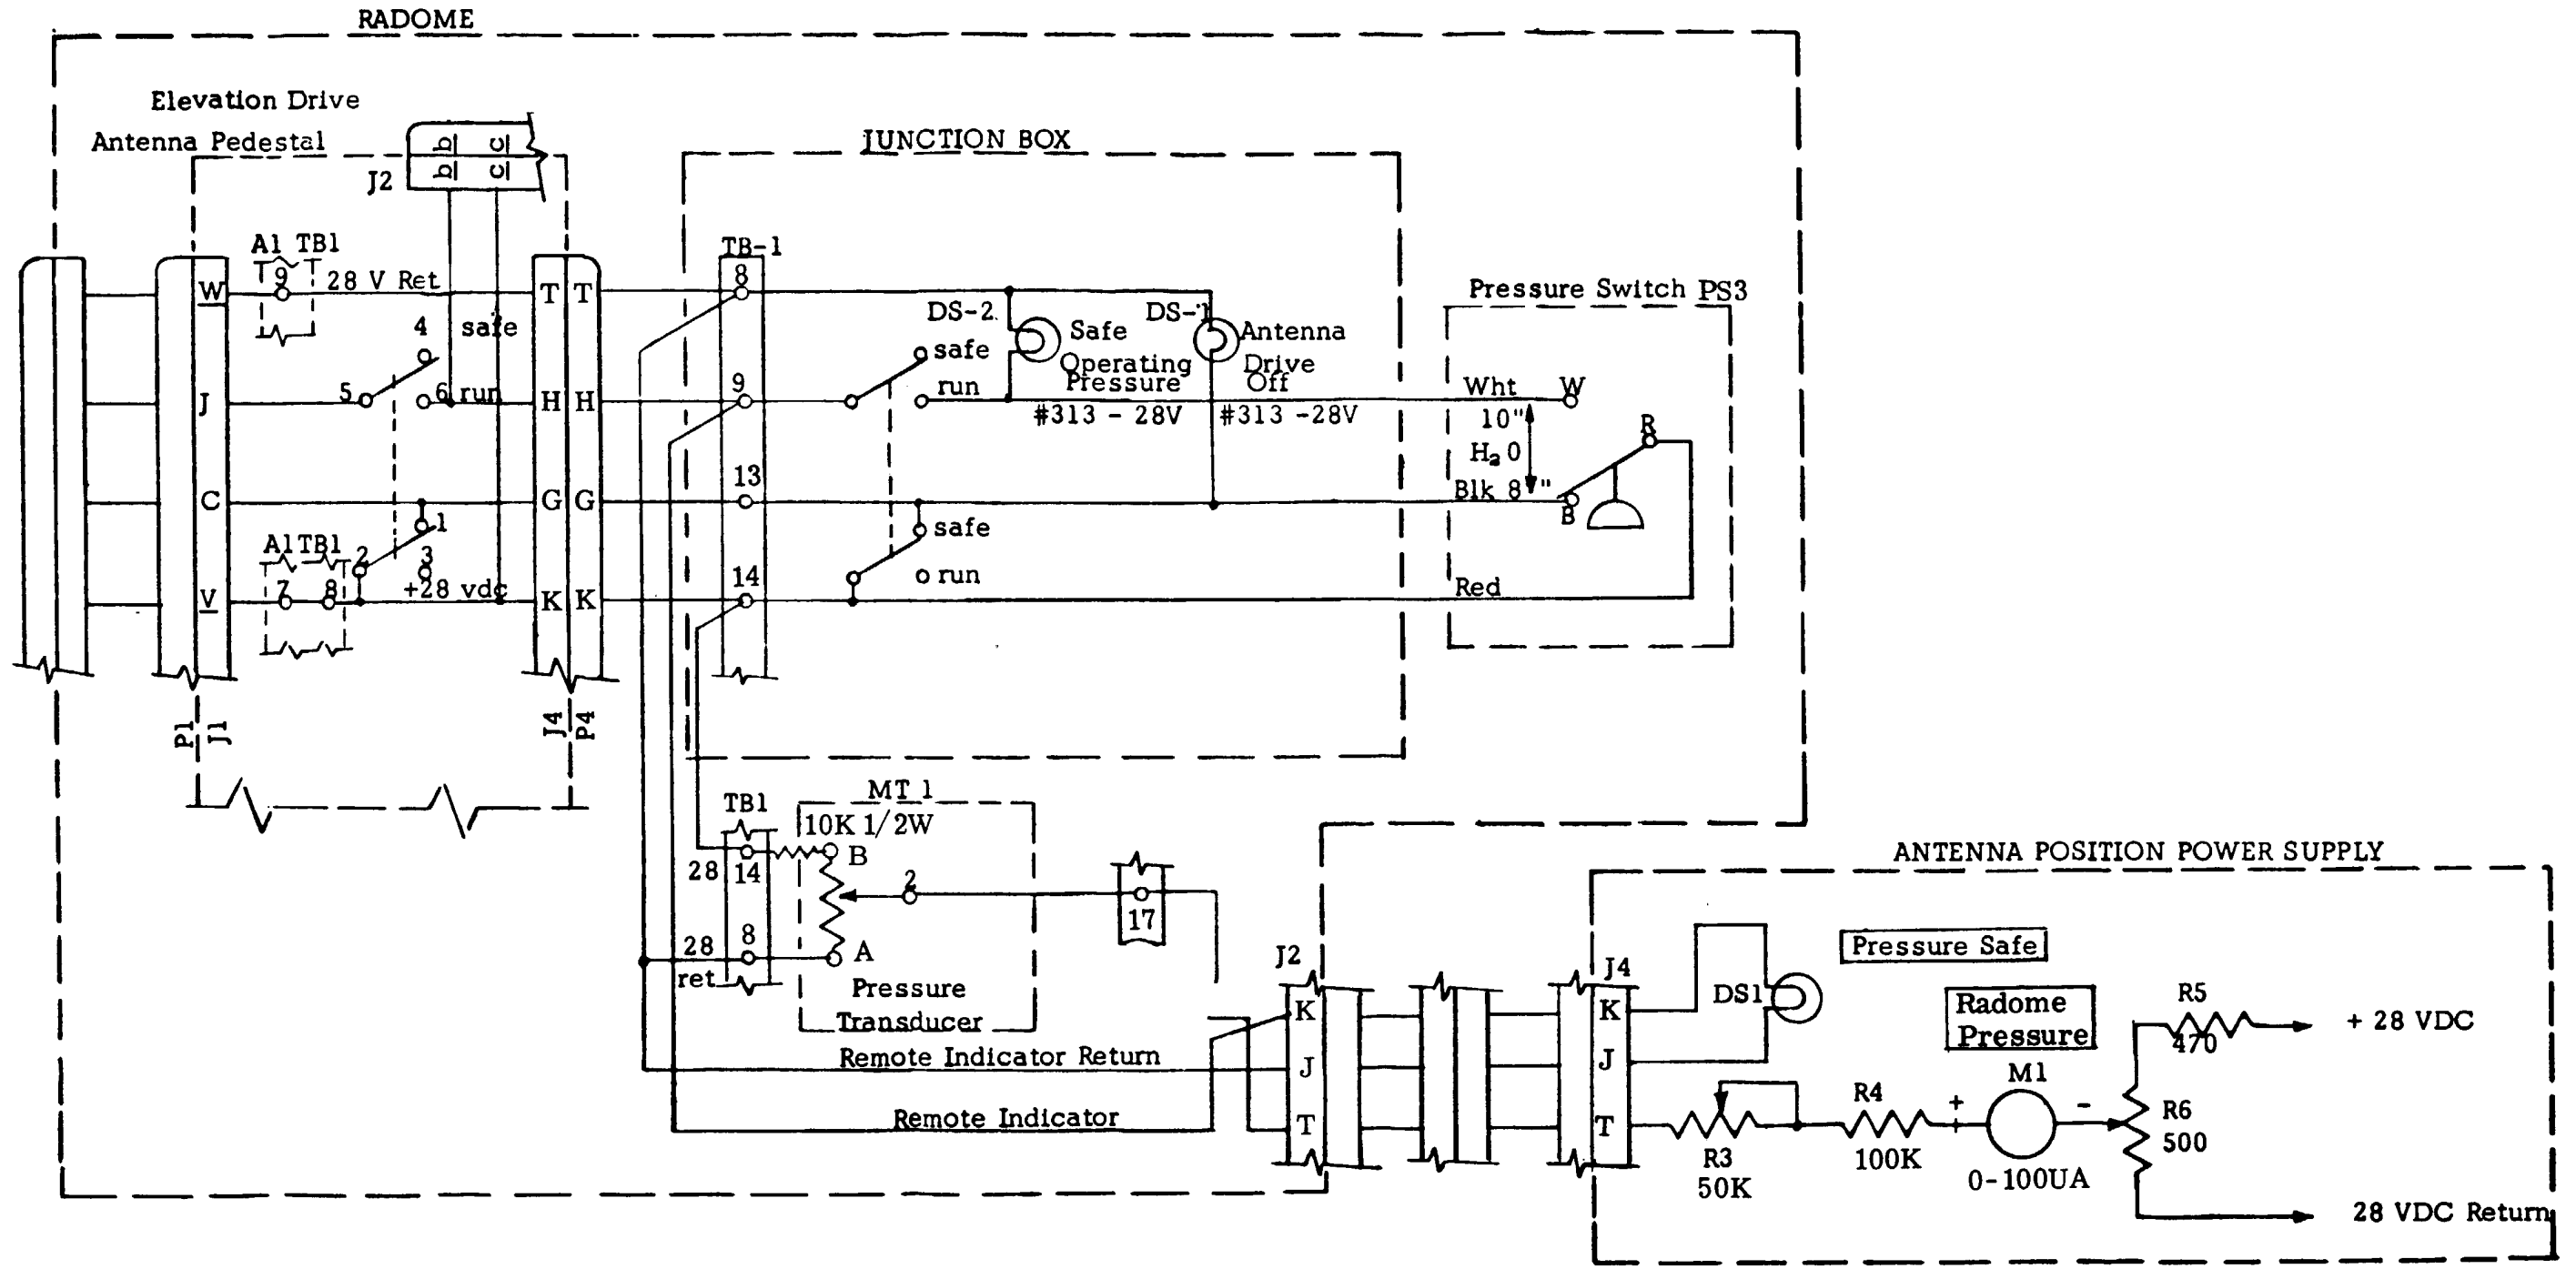 RADOME
Elevation Drive
Antenna Pedestal
J2
b
c
b
c
JUNCTION BOX
A1 TB1
9
28 V Ret
W
T T
TB-1
8
DS-2
Safe
Operating
Pressure
#313 - 28V
DS-1
Antenna
Drive
Off
#313 -28V
Pressure Switch PS3
4 safe
5
6 run
J
H H
9
safe
run
Wht W
10"
H2 0
Blk 8 "
R
B
C
G G
13
1
safe
A1 TB1
7 8
2
3
+28 vdc
V
K K
14
run
Red
P1
J1
J4
P4
TB1
MT 1
10K 1/2W
B
28
14
2
17
28
ret
8
A
Pressure
Transducer
Remote Indicator Return
Remote Indicator
J2
K
J
T
ANTENNA POSITION POWER SUPPLY
J4
K
J
T
DS1
Pressure Safe
Radome
Pressure
R5
470
+ 28 VDC
M1
+
-
0-100UA
R4
100K
R3
50K
R6
500
28 VDC Return